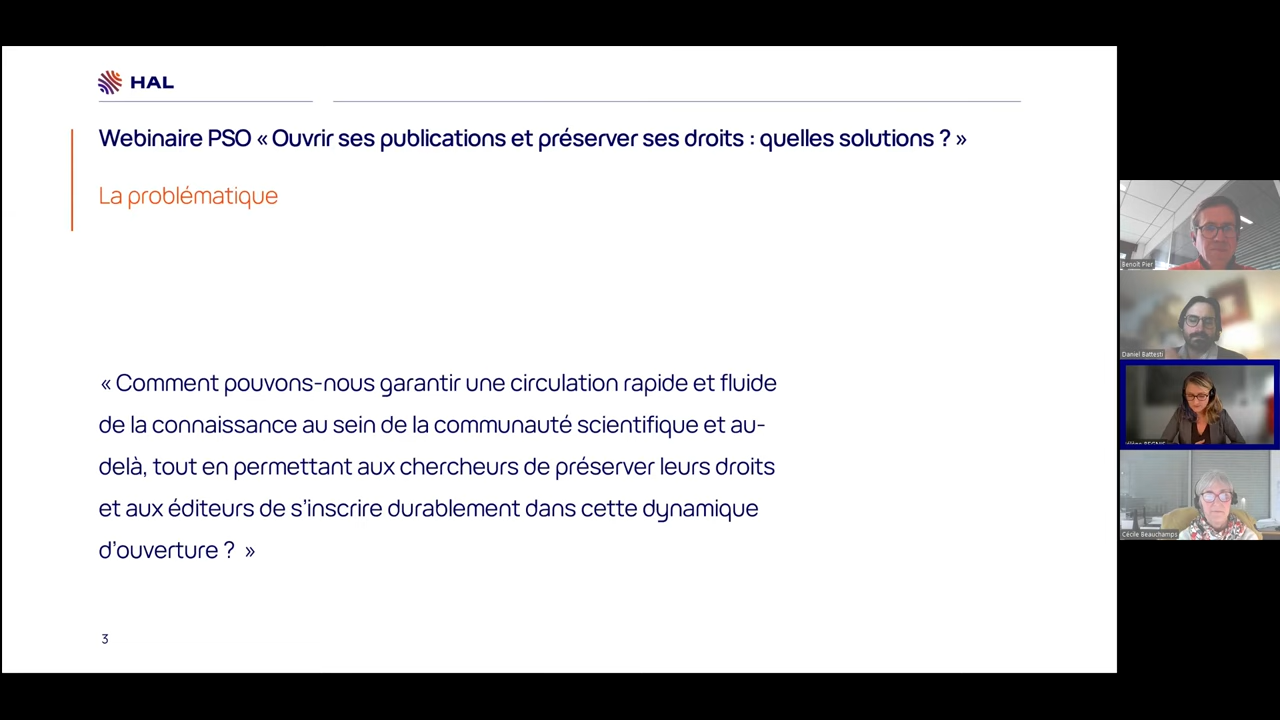 HAL
Webinaire PSO « Ouvrir ses publications et préserver ses droits : quelles solutions ? »
La problématique
« Comment pouvons-nous garantir une circulation rapide et fluide
de la connaissance au sein de la communauté scientifique et au-
delà, tout en permettant aux chercheurs de préserver leurs droits
et aux éditeurs de s’inscrire durablement dans cette dynamique
d’ouverture ? »
3
Benoît Pier
Daniel Battesti
Cécile Beauchamps